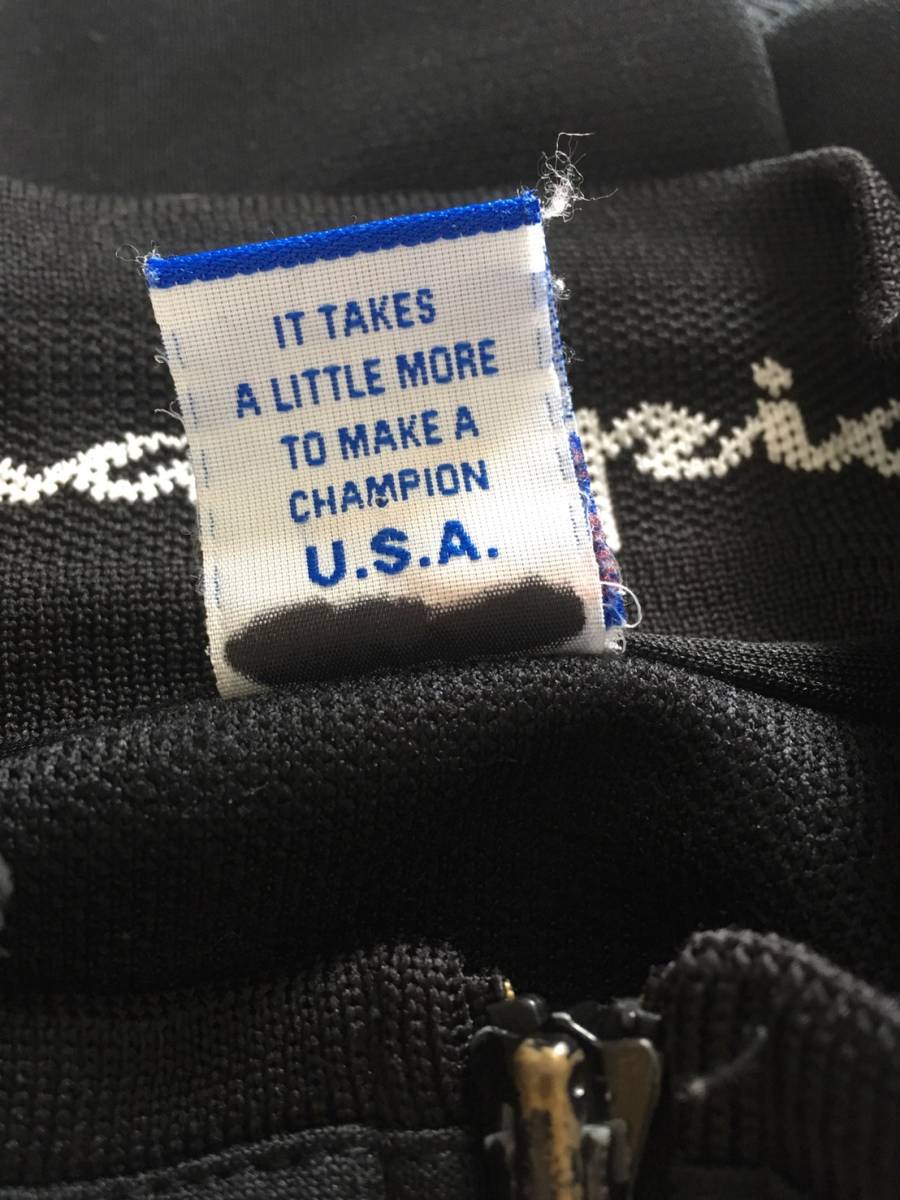 IT TAKES
A LITTLE MORE
TO MAKE A
CHAMPION
U.S.A.